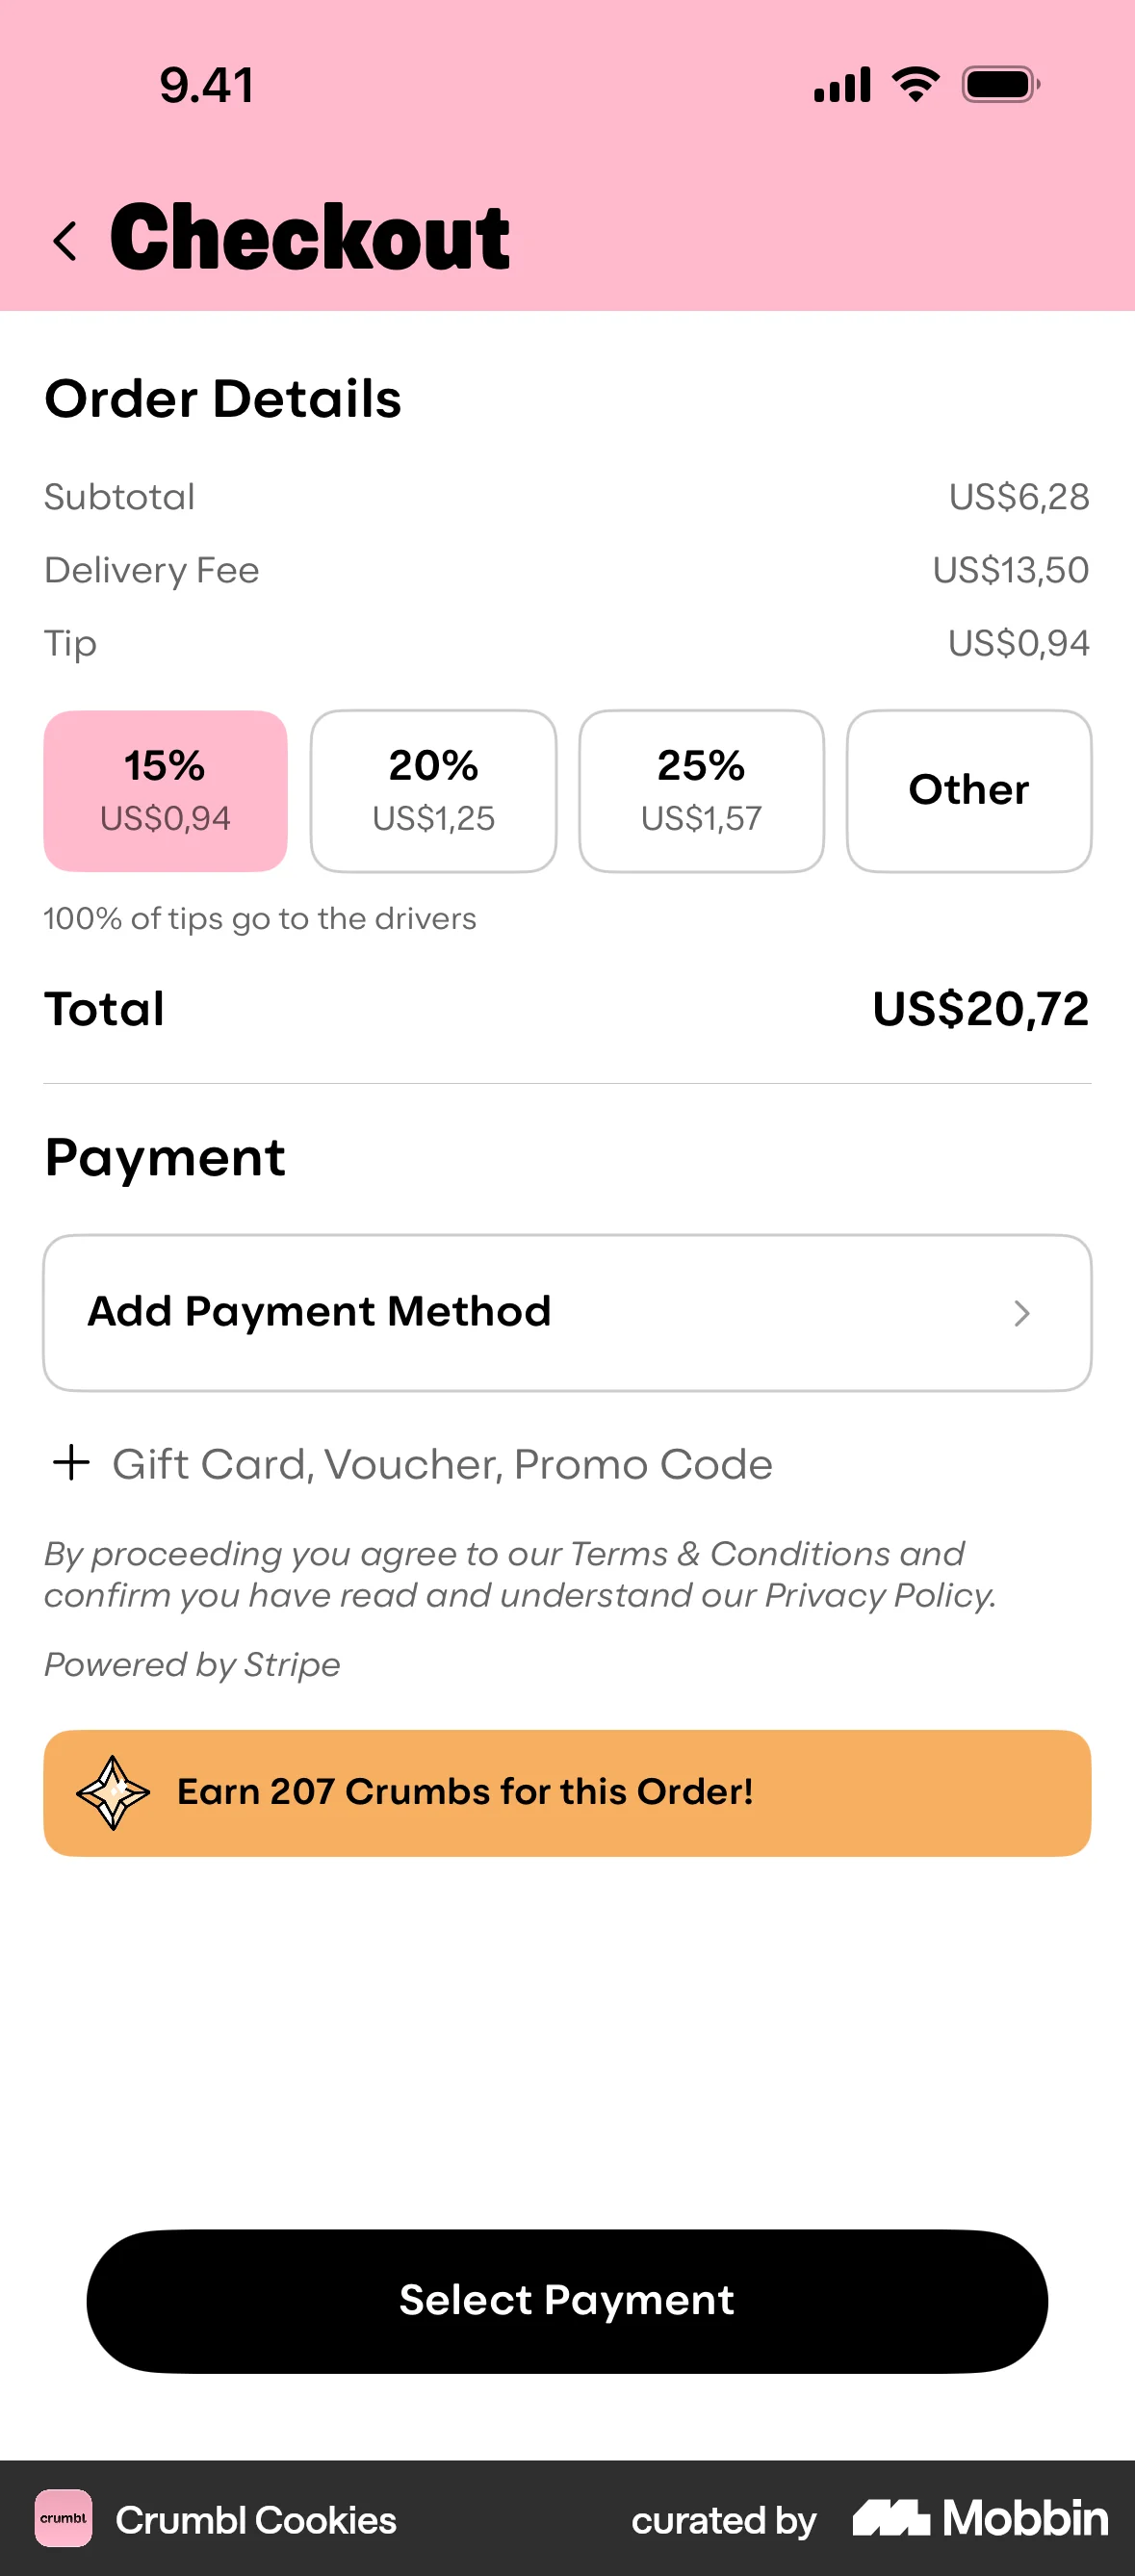 9.41
Checkout
Order Details
Subtotal US$6,28
Delivery Fee US$13,50
Tip US$0,94
15% 20% 25% Other
US$0,94 US$1,25 US$1,57
100% of tips go to the drivers
Total US$20,72
Payment
Add Payment Method
Gift Card, Voucher, Promo Code
By proceeding you agree to our Terms & Conditions and
confirm you have read and understand our Privacy Policy.
Powered by Stripe
Earn 207 Crumbs for this Order!
Select Payment
crumbl Crumbl Cookies curated by Mobbin